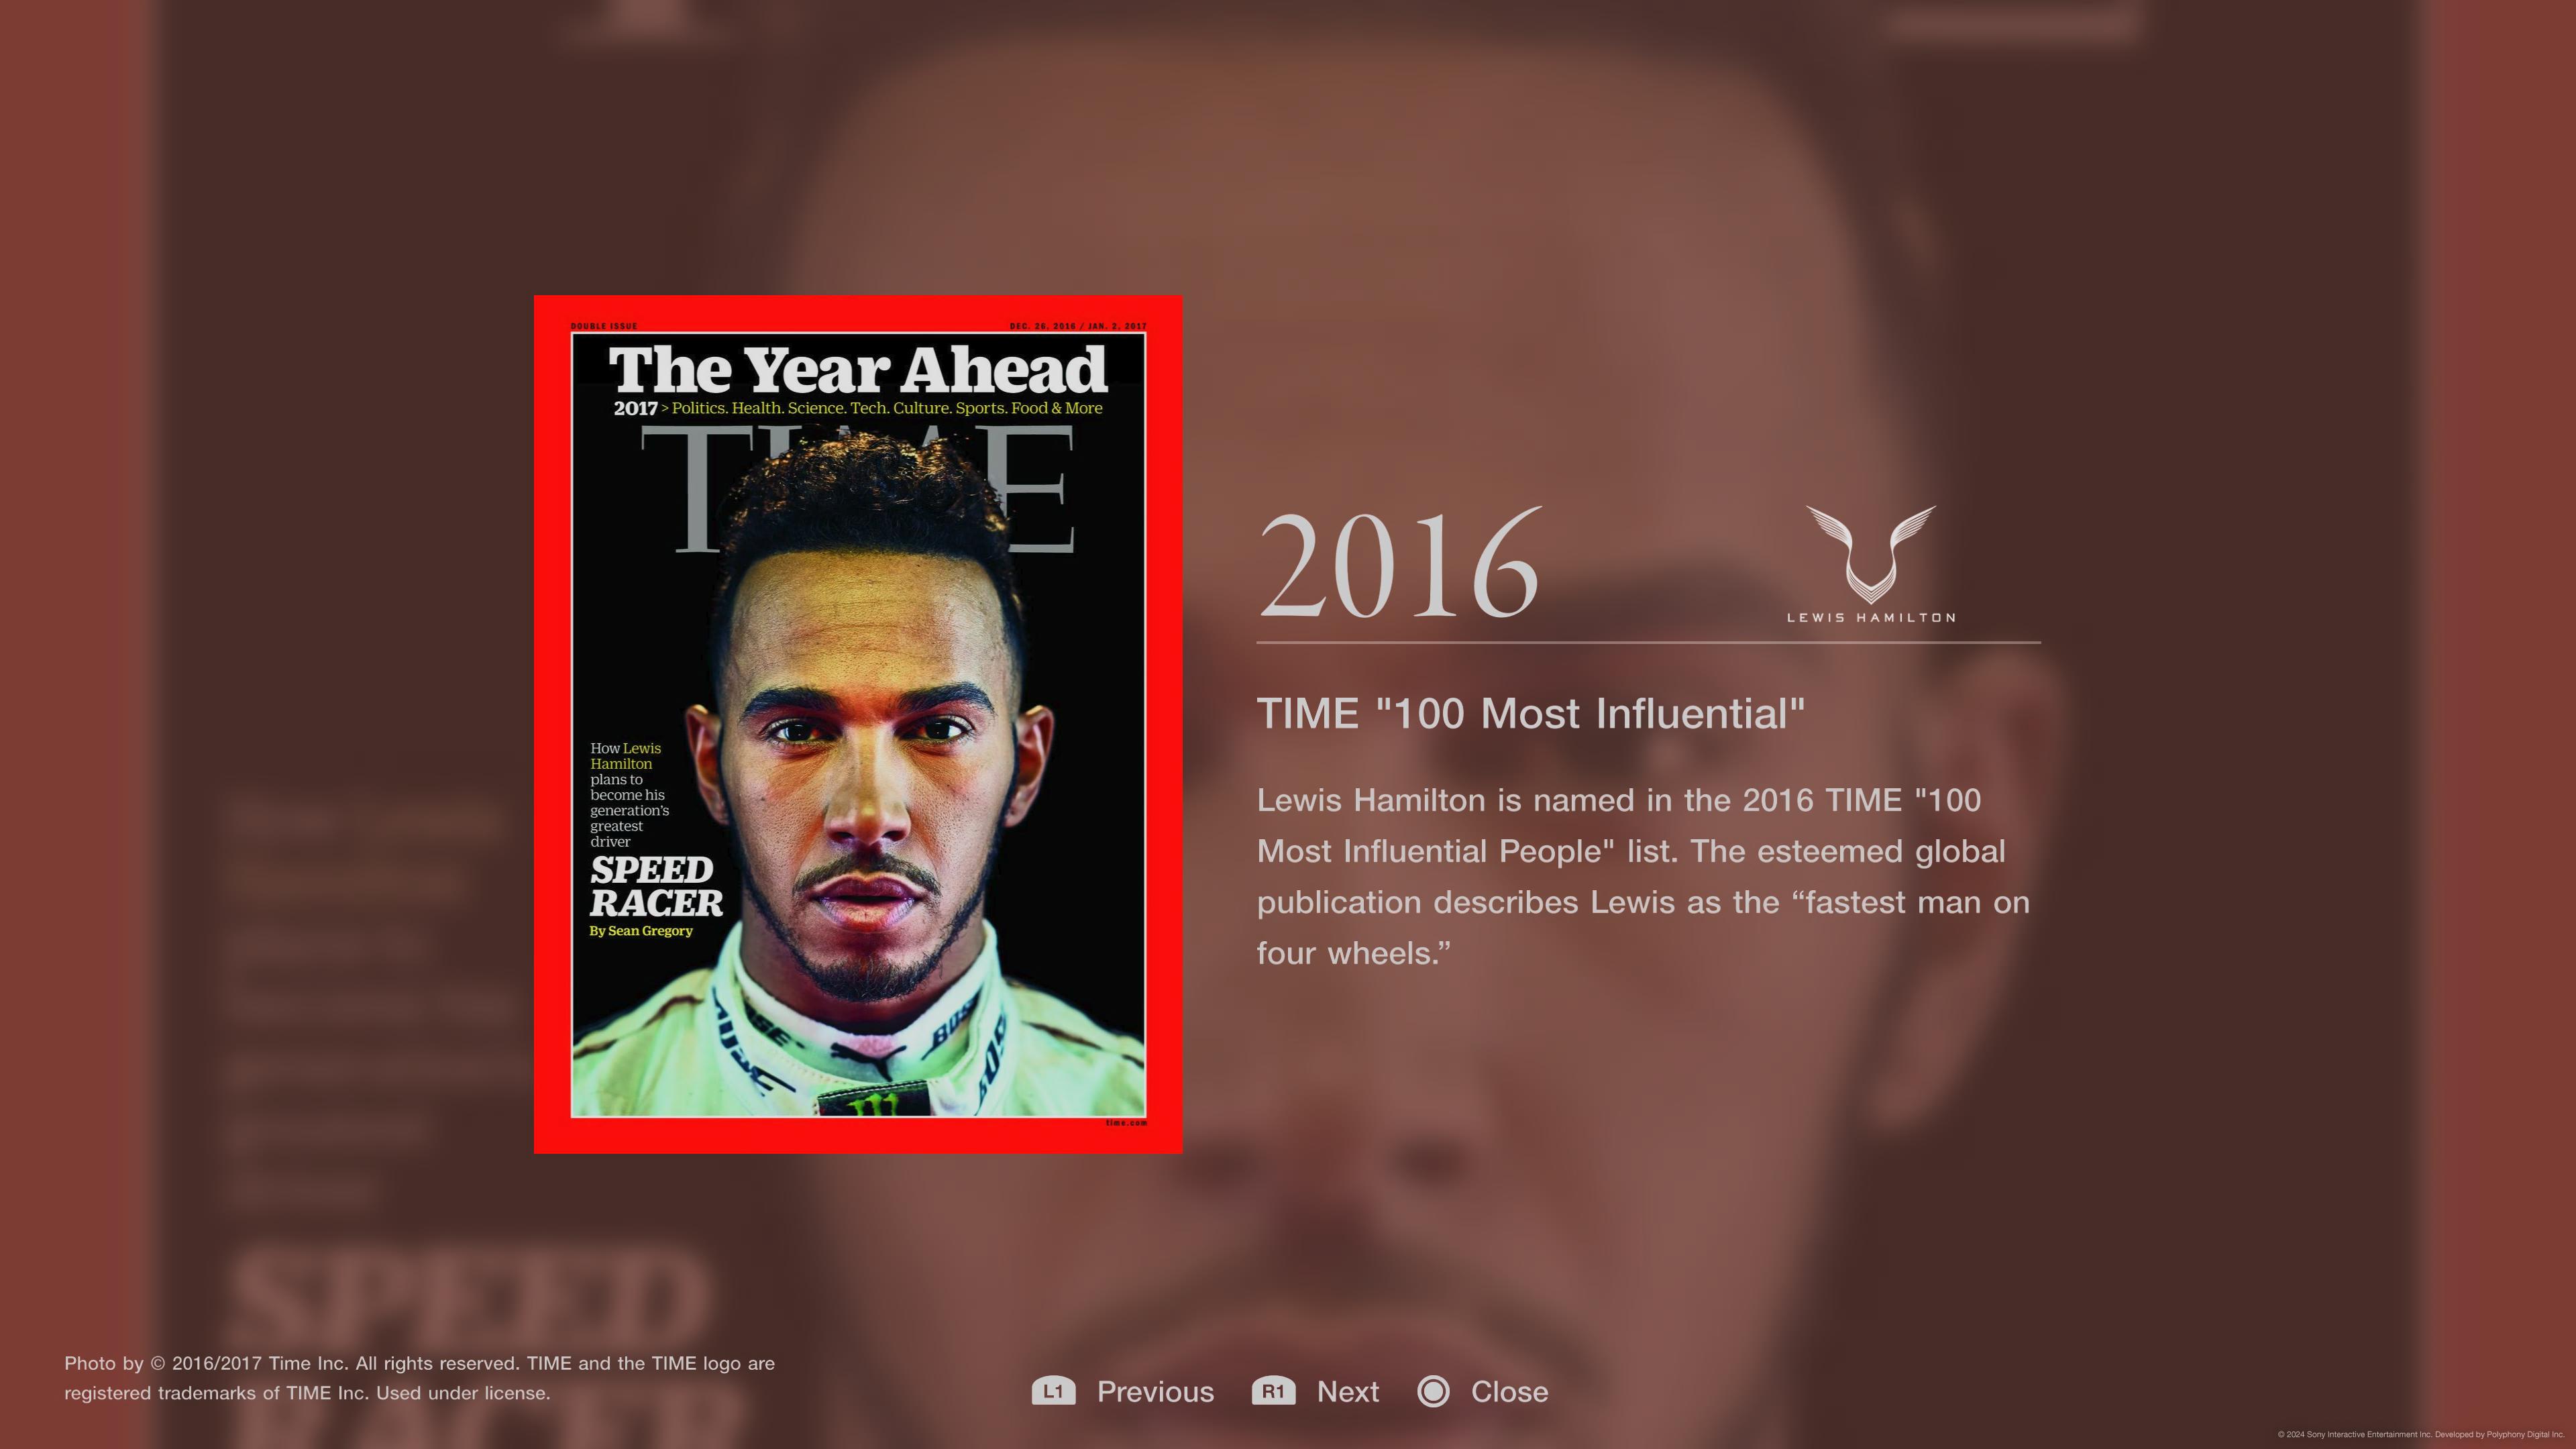 DOUBLE ISSUE
DEC. 26, 2016 / JAN. 2, 2017
The Year Ahead
2017 > Politics. Health. Science. Tech. Culture. Sports. Food & More
TIME
How Lewis
Hamilton
plans to
become his
generation's
greatest
driver
SPEED
RACER
By Sean Gregory
BOSE
BOSS
time.com
2016
LEWIS HAMILTON
TIME "100 Most Influential"
Lewis Hamilton is named in the 2016 TIME "100
Most Influential People" list. The esteemed global
publication describes Lewis as the “fastest man on
four wheels.”
SPEED
RACER
Photo by © 2016/2017 Time Inc. All rights reserved. TIME and the TIME logo are
registered trademarks of TIME Inc. Used under license.
L1 Previous R1 Next Close
© 2024 Sony Interactive Entertainment Inc. Developed by Polyphony Digital Inc.